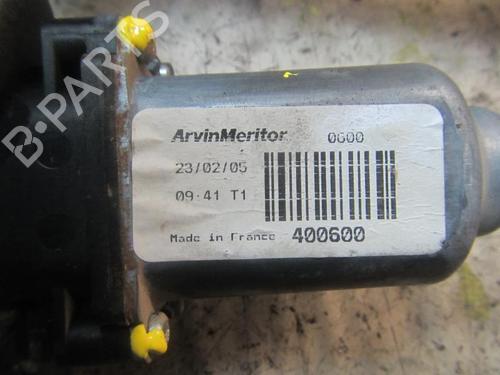 ArvinMeritor 0600
23/02/05
09:41 T1
Made in France 400600
B-PARTS